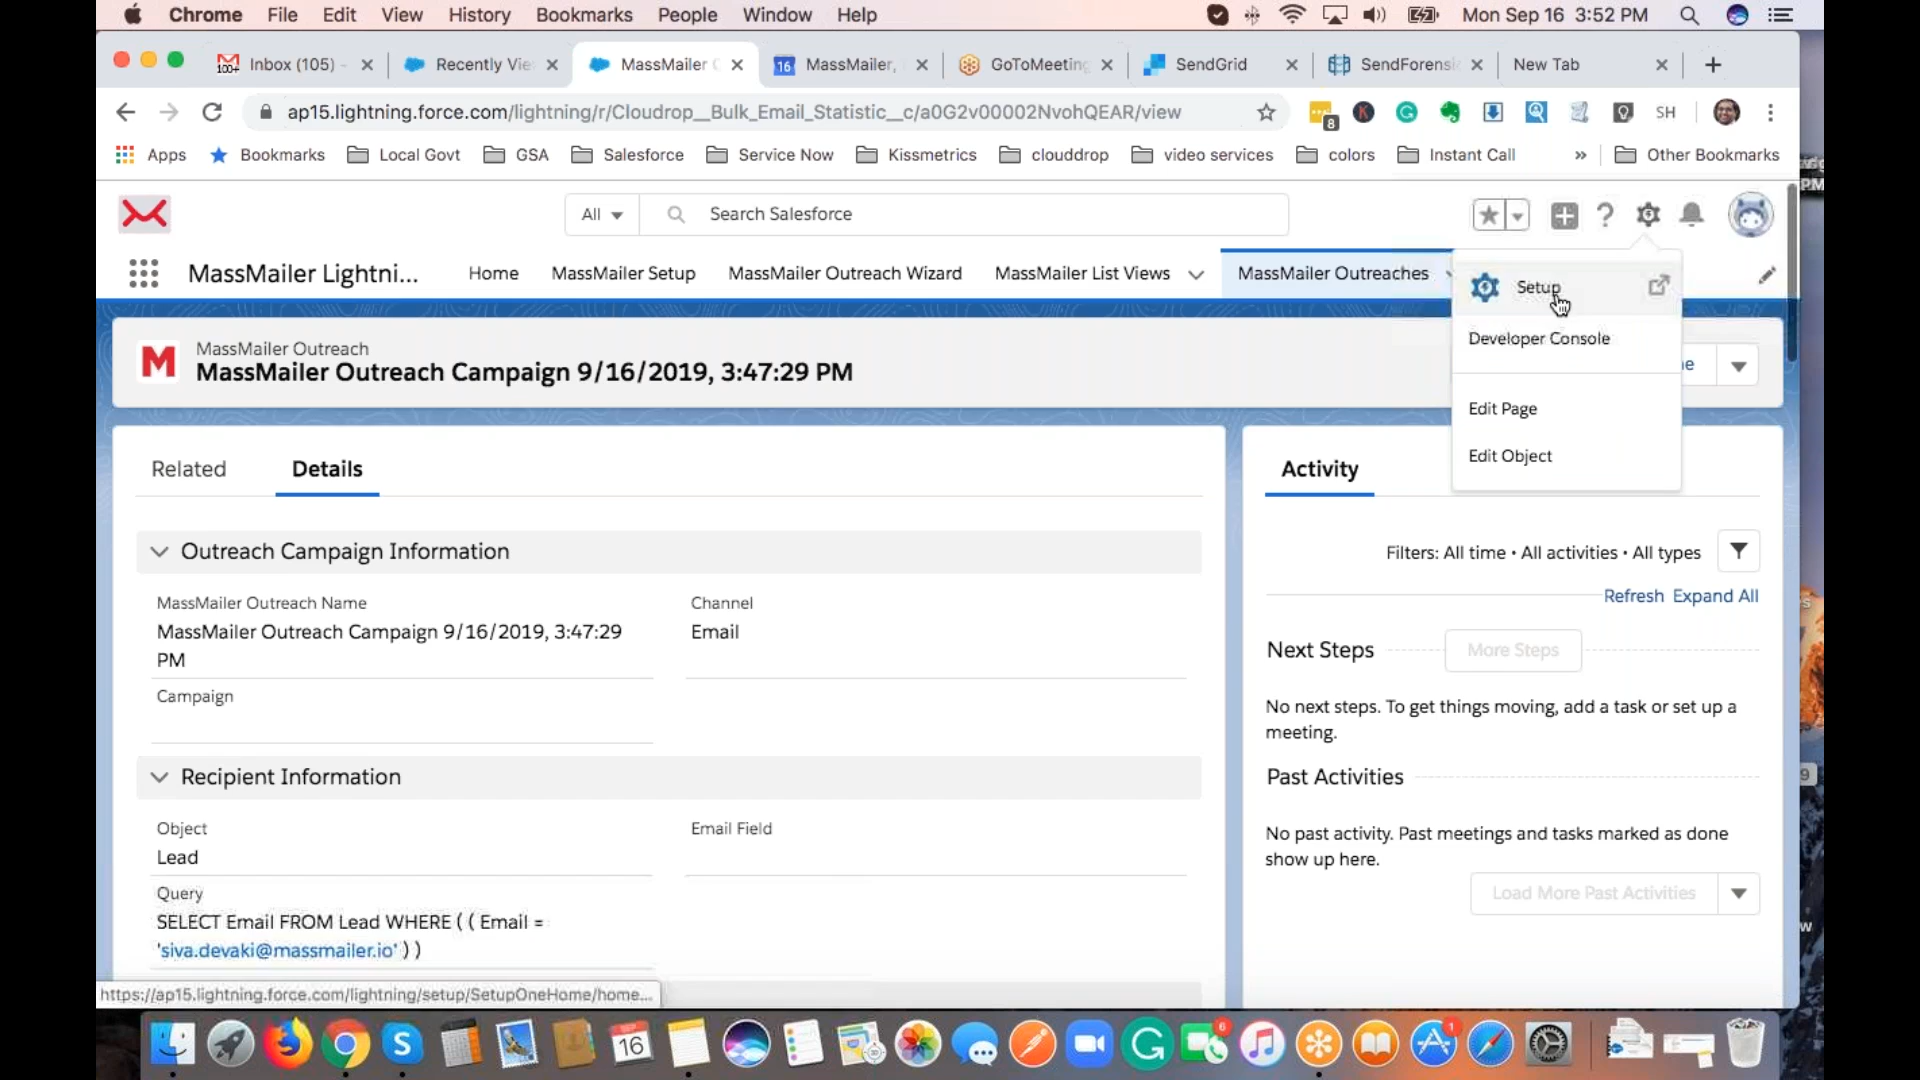 Chrome File Edit View History Bookmarks People Window Help Mon Sep 16 3:52 PM
100+ Inbox (105) - Recently Vie MassMailer 16 MassMailer, GoToMeeting SendGrid SendForensi New Tab
ap15.lightning.force.com/lightning/r/Cloudrop__Bulk_Email_Statistic__c/a0G2v00002NvohQEAR/view 8 SH
Apps Bookmarks Local Govt GSA Salesforce Service Now Kissmetrics clouddrop video services colors Instant Call » Other Bookmarks
All Search Salesforce
MassMailer Lightni... Home MassMailer Setup MassMailer Outreach Wizard MassMailer List Views MassMailer Outreaches
Setup
Developer Console
Edit Page
Edit Object
MassMailer Outreach
MassMailer Outreach Campaign 9/16/2019, 3:47:29 PM
Related Details
Outreach Campaign Information
MassMailer Outreach Name
MassMailer Outreach Campaign 9/16/2019, 3:47:29
PM
Channel
Email
Campaign
Recipient Information
Object
Lead
Email Field
Query
SELECT Email FROM Lead WHERE ( ( Email =
'siva.devaki@massmailer.io' ) )
Activity
Filters: All time • All activities • All types
Refresh Expand All
Next Steps More Steps
No next steps. To get things moving, add a task or set up a
meeting.
Past Activities
No past activity. Past meetings and tasks marked as done
show up here.
Load More Past Activities
https://ap15.lightning.force.com/lightning/setup/SetupOneHome/home...
SEP
16
6
1